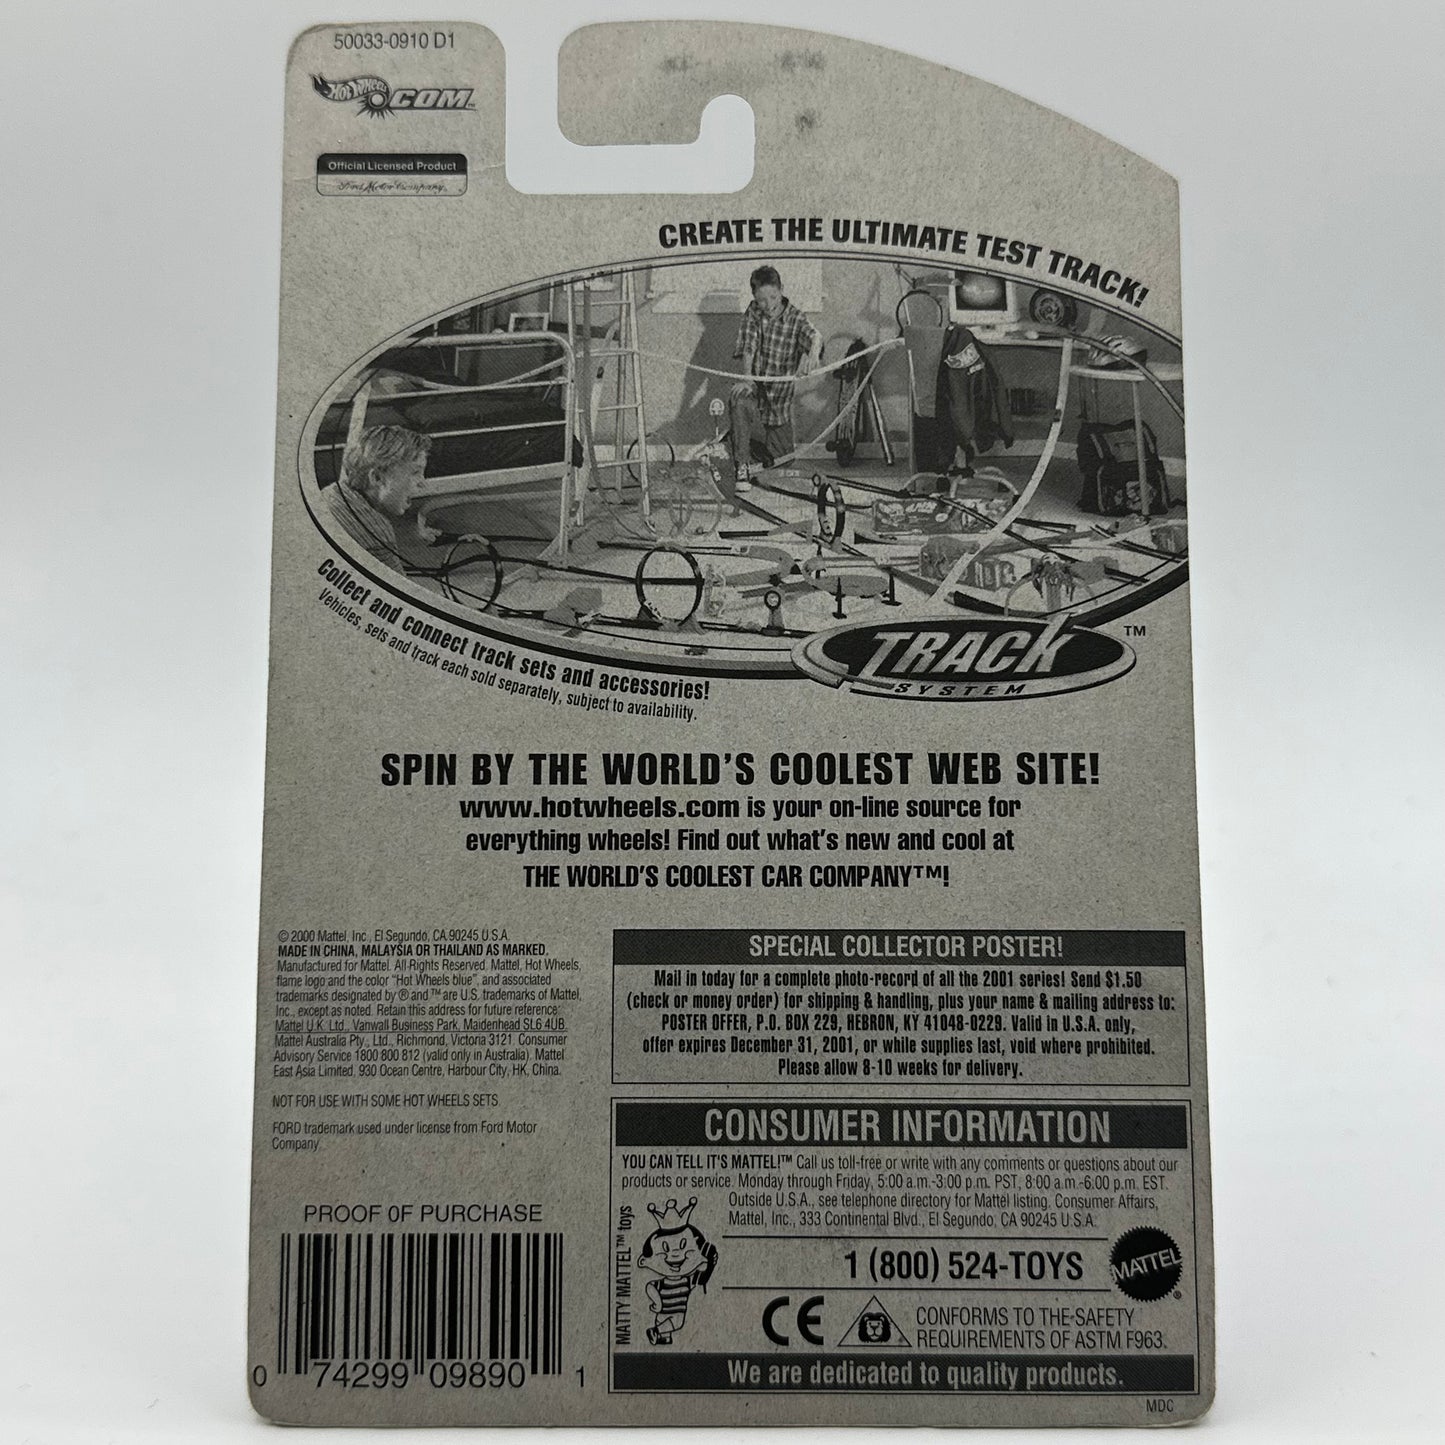 50033-0910 D1
HOT WHEELS .COM™
Official Licensed Product
Ford Motor Company
CREATE THE ULTIMATE TEST TRACK!
Collect and connect track sets and accessories!
Vehicles, sets and track each sold separately, subject to availability.
TRACK™
SYSTEM
SPIN BY THE WORLD'S COOLEST WEB SITE!
www.hotwheels.com is your on-line source for
everything wheels! Find out what's new and cool at
THE WORLD'S COOLEST CAR COMPANY™!
© 2000 Mattel, Inc., El Segundo, CA 90245 U.S.A.
MADE IN CHINA, MALAYSIA OR THAILAND AS MARKED.
Manufactured for Mattel. All Rights Reserved. Mattel, Hot Wheels,
flame logo and the color "Hot Wheels blue", and associated
trademarks designated by ® and ™ are U.S. trademarks of Mattel,
Inc., except as noted. Retain this address for future reference:
Mattel U.K. Ltd., Vanwall Business Park, Maidenhead SL6 4UB.
Mattel Australia Pty., Ltd., Richmond, Victoria 3121. Consumer
Advisory Service 1800 800 812 (valid only in Australia). Mattel
East Asia Limited, 930 Ocean Centre, Harbour City, HK, China.
NOT FOR USE WITH SOME HOT WHEELS SETS.
FORD trademark used under license from Ford Motor
Company.
PROOF OF PURCHASE
0 74299 09890 1
SPECIAL COLLECTOR POSTER!
Mail in today for a complete photo-record of all the 2001 series! Send $1.50
(check or money order) for shipping & handling, plus your name & mailing address to:
POSTER OFFER, P.O. BOX 229, HEBRON, KY 41048-0229. Valid in U.S.A. only,
offer expires December 31, 2001, or while supplies last, void where prohibited.
Please allow 8-10 weeks for delivery.
CONSUMER INFORMATION
YOU CAN TELL IT'S MATTEL!™ Call us toll-free or write with any comments or questions about our
products or service. Monday through Friday, 5:00 a.m.-3:00 p.m. PST, 8:00 a.m.-6:00 p.m. EST.
Outside U.S.A., see telephone directory for Mattel listing. Consumer Affairs,
Mattel, Inc., 333 Continental Blvd., El Segundo, CA 90245 U.S.A.
MATTY MATTEL™ toys
1 (800) 524-TOYS
MATTEL®
CE
CONFORMS TO THE SAFETY
REQUIREMENTS OF ASTM F963.
We are dedicated to quality products.
MDC